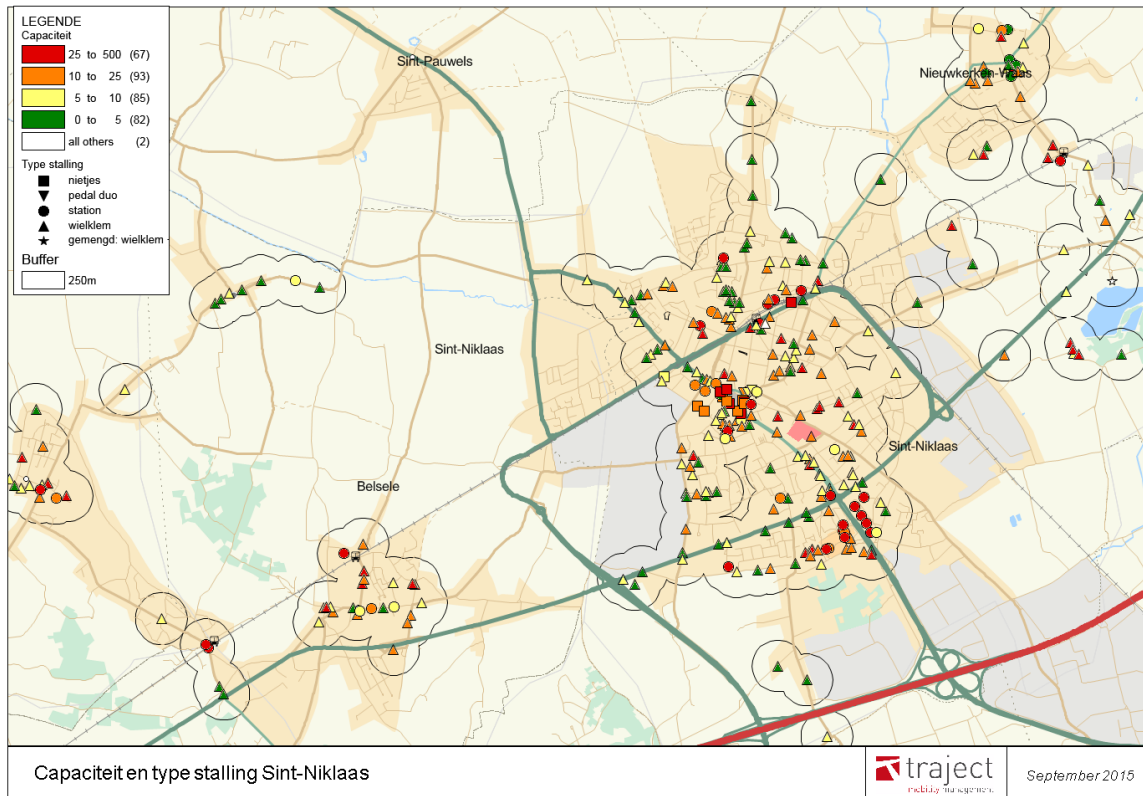 LEGENDE
Capaciteit
25 to 500 (67)
10 to 25 (93)
5 to 10 (85)
0 to 5 (82)
all others (2)
Type stalling
nietjes
pedal duo
station
wielklem
gemengd: wielklem
Buffer
250m
Sint-Pauwels
Nieuwkerken-Waas
Sint-Niklaas
Sint-Niklaas
Belsele
Capaciteit en type stalling Sint-Niklaas
traject
mobility management
September 2015